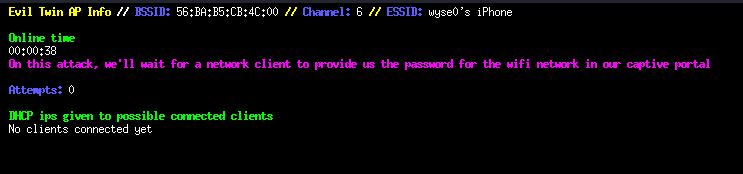 Evil Twin AP Info // BSSID: 56:BA:B5:CB:4C:00 // Channel: 6 // ESSID: wyse0's iPhone
Online time
00:00:38
On this attack, we'll wait for a network client to provide us the password for the wifi network in our captive portal
Attempts: 0
DHCP ips given to possible connected clients
No clients connected yet